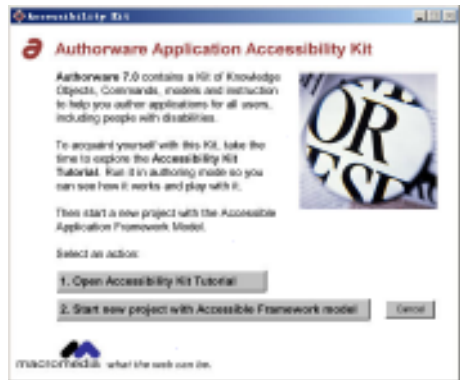 Accessibility Kit
Authorware Application Accessibility Kit
Authorware 7.0 contains a Kit of Knowledge
Objects, Commands, models and instruction
to help you author applications for all users,
including people with disabilities.
To acquaint yourself with this Kit, take the
time to explore the Accessibility Kit
Tutorial. Run it in authoring mode so you
can see how it works and play with it.
Then start a new project with the Accessible
Application Framework Model.
Select an action:
1. Open Accessibility Kit Tutorial
2. Start new project with Accessible Framework model
Cancel
macromedia what the web can be.